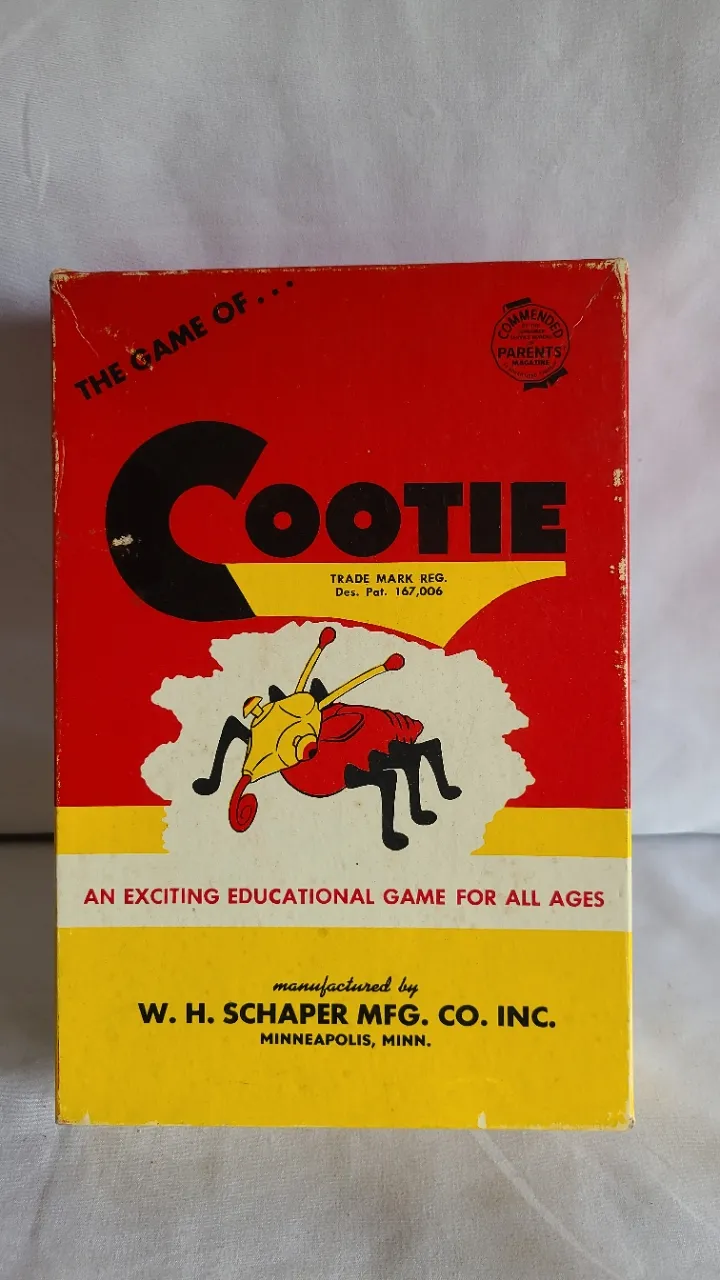 THE GAME OF...
COMMENDED
PARENTS'
MAGAZINE
COOTIE
TRADE MARK REG.
Des. Pat. 167,006
AN EXCITING EDUCATIONAL GAME FOR ALL AGES
manufactured by
W. H. SCHAPER MFG. CO. INC.
MINNEAPOLIS, MINN.